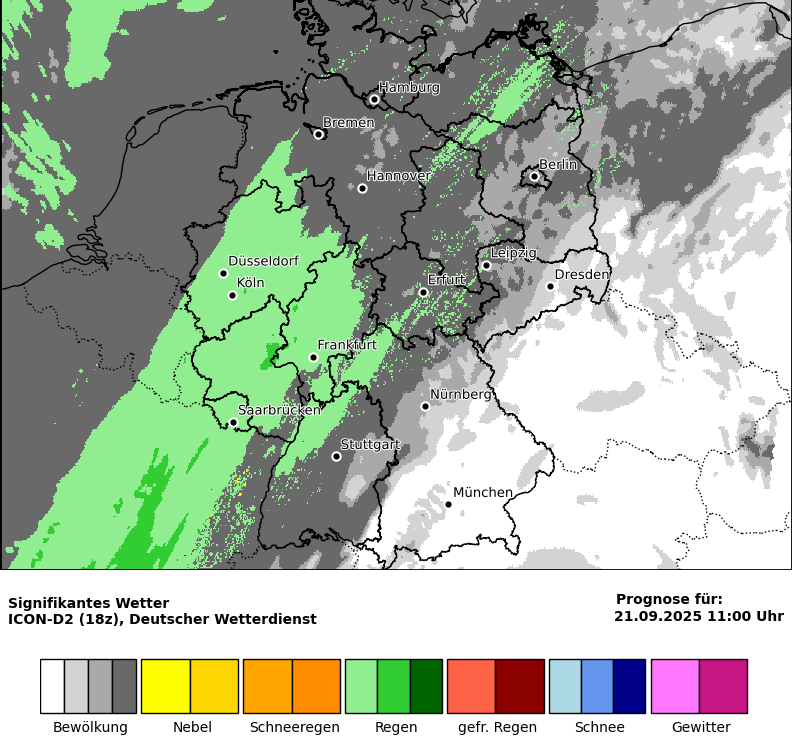 Hamburg
Bremen
Berlin
Hannover
Leipzig
Düsseldorf
Dresden
Köln
Erfurt
Frankfurt
Nürnberg
Saarbrücken
Stuttgart
München
Signifikantes Wetter
ICON-D2 (18z), Deutscher Wetterdienst
Prognose für:
21.09.2025 11:00 Uhr
Bewölkung Nebel Schneeregen Regen gefr. Regen Schnee Gewitter